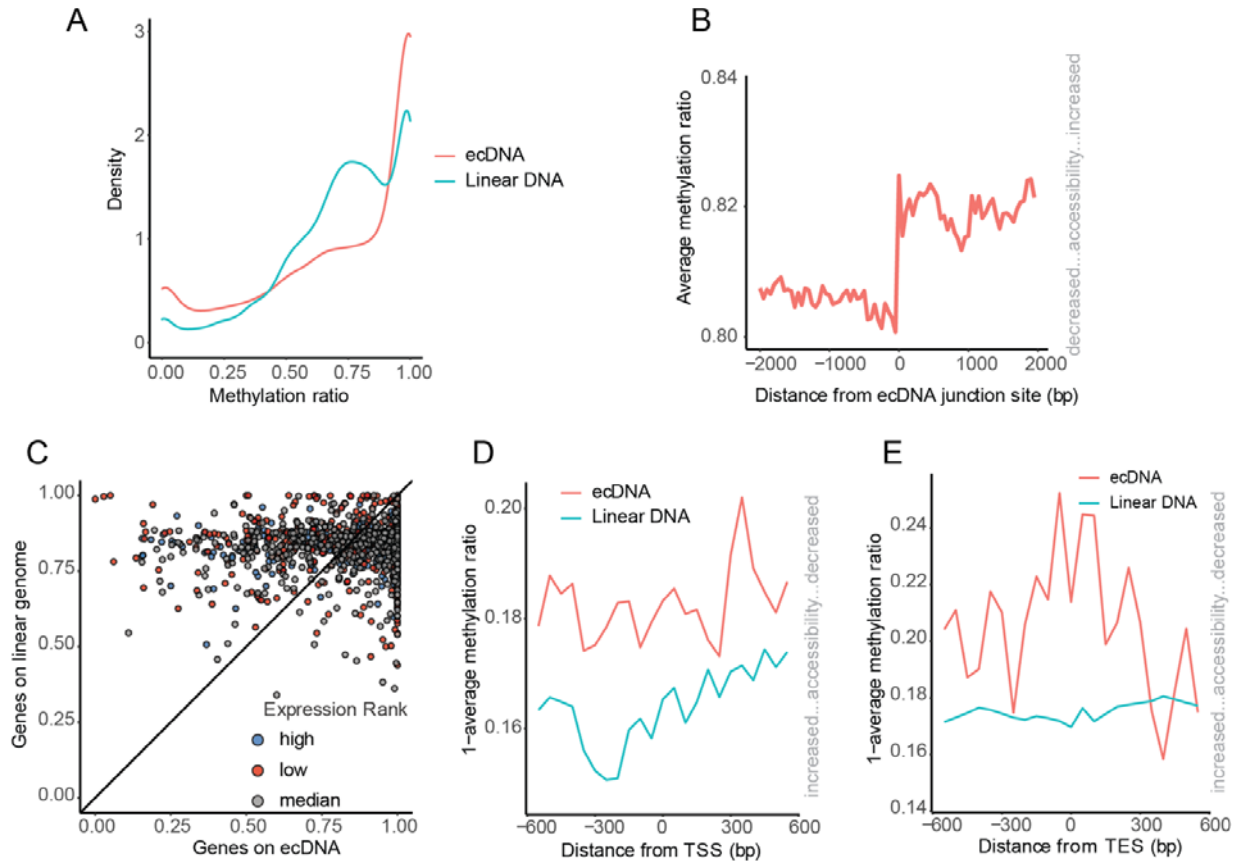 A
3
2
1
0
Density
0.00 0.25 0.50 0.75 1.00
Methylation ratio
ecDNA
Linear DNA
B
0.84
0.82
0.80
Average methylation ratio
−2000 −1000 0 1000 2000
Distance from ecDNA junction site (bp)
decreased...accessibility...increased
C
1.00
0.75
0.50
0.25
0.00
Genes on linear genome
0.00 0.25 0.50 0.75 1.00
Genes on ecDNA
Expression Rank
high
low
median
D
0.20
0.18
0.16
1−average methylation ratio
ecDNA
Linear DNA
−600 −300 0 300 600
Distance from TSS (bp)
increased...accessibility...decreased
E
0.24
0.22
0.20
0.18
0.16
0.14
1−average methylation ratio
ecDNA
Linear DNA
−600 −300 0 300 600
Distance from TES (bp)
increased...accessibility...decreased